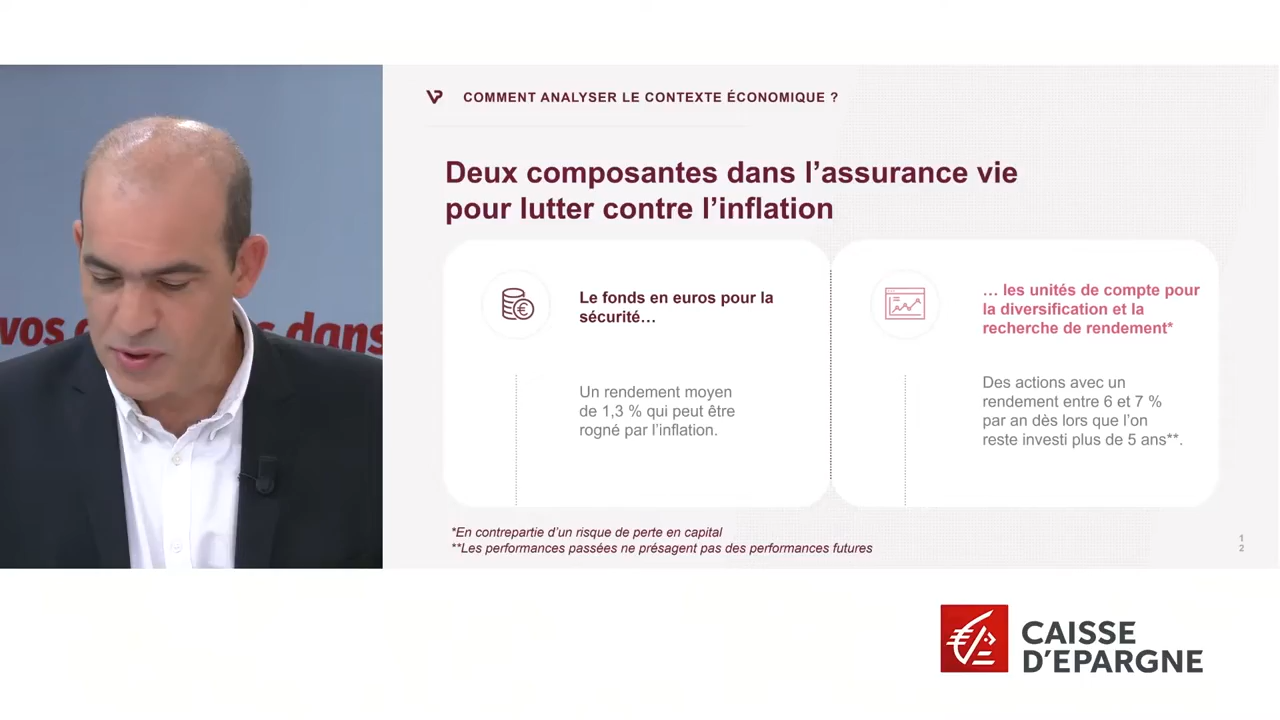 COMMENT ANALYSER LE CONTEXTE ÉCONOMIQUE ?
Deux composantes dans l’assurance vie
pour lutter contre l’inflation
Le fonds en euros pour la
sécurité…
Un rendement moyen
de 1,3 % qui peut être
rogné par l’inflation.
… les unités de compte pour
la diversification et la
recherche de rendement*
Des actions avec un
rendement entre 6 et 7 %
par an dès lors que l’on
reste investi plus de 5 ans**.
*En contrepartie d’un risque de perte en capital
**Les performances passées ne présagent pas des performances futures
1
2
vos
dans
CAISSE
D'EPARGNE